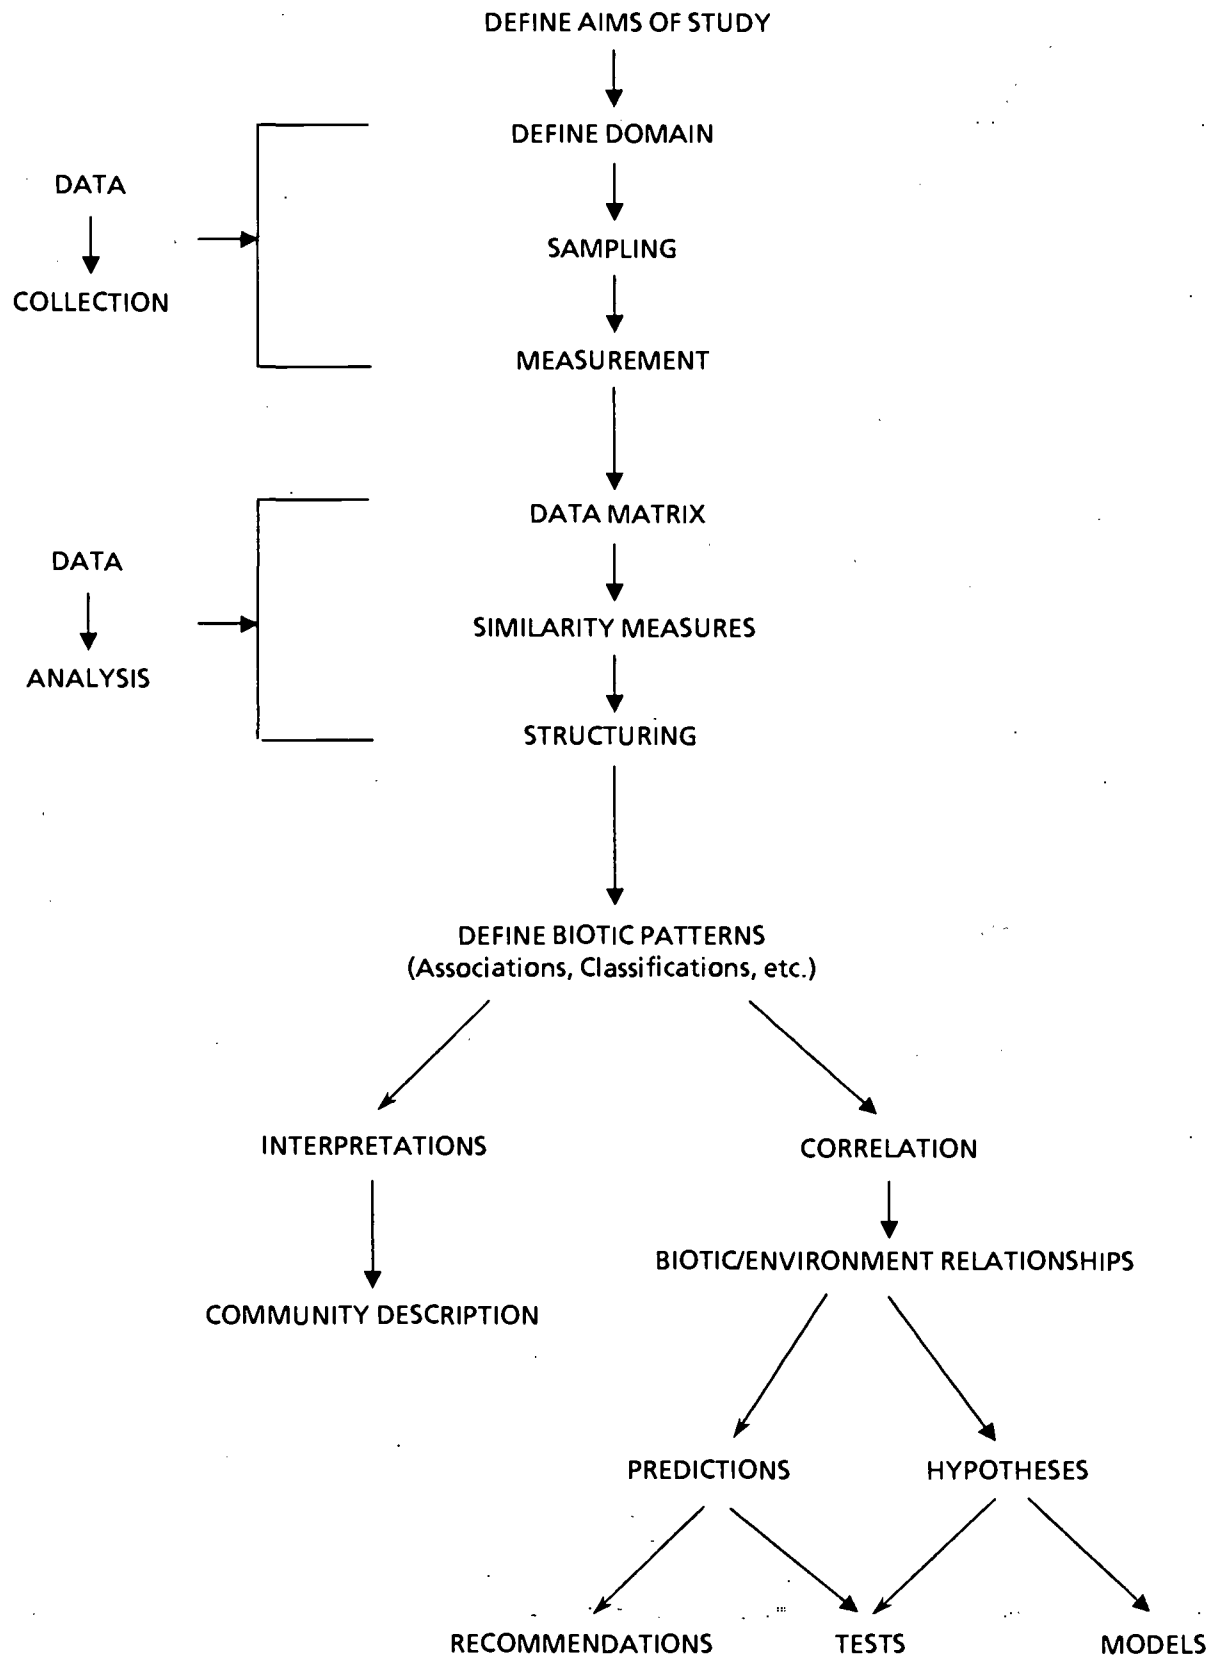 DEFINE AIMS OF STUDY
DEFINE DOMAIN
DATA
SAMPLING
COLLECTION
MEASUREMENT
DATA MATRIX
DATA
SIMILARITY MEASURES
ANALYSIS
STRUCTURING
DEFINE BIOTIC PATTERNS
(Associations, Classifications, etc.)
INTERPRETATIONS
CORRELATION
BIOTIC/ENVIRONMENT RELATIONSHIPS
COMMUNITY DESCRIPTION
PREDICTIONS
HYPOTHESES
RECOMMENDATIONS
TESTS
MODELS